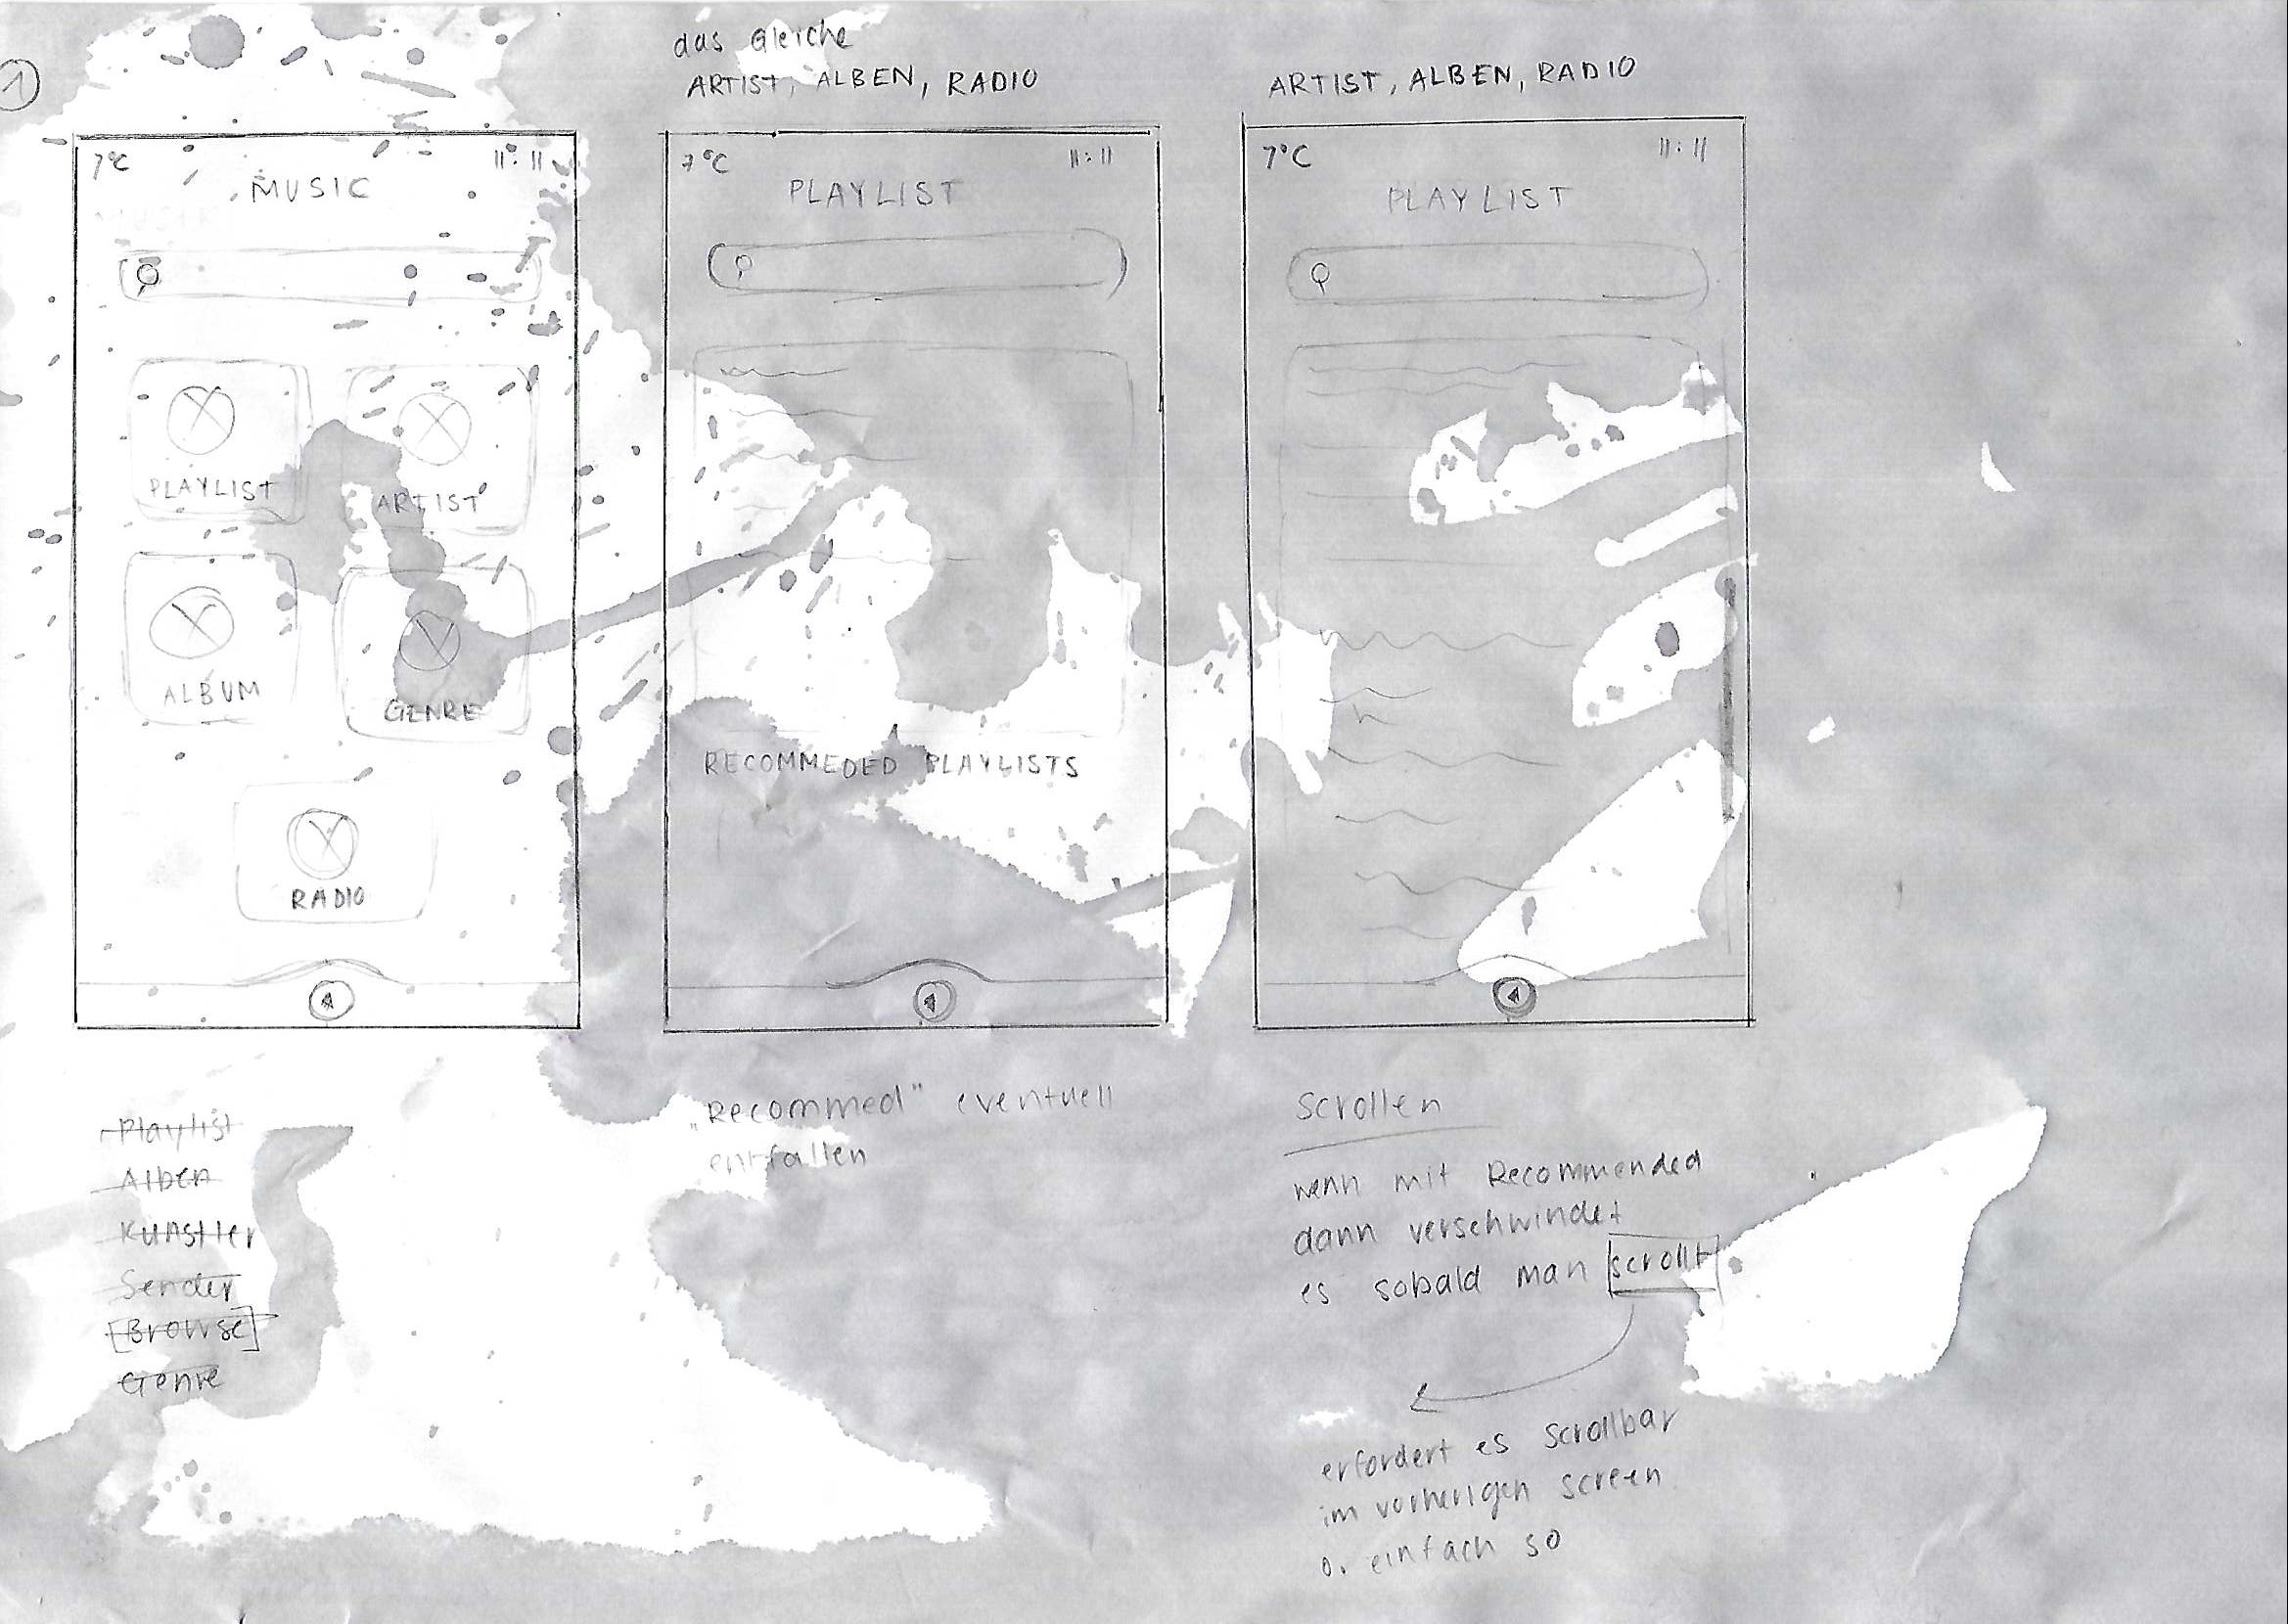 1
das Gleiche
ARTIST, ALBEN, RADIO
ARTIST, ALBEN, RADIO
7°C 11:11
MUSIC
PLAYLIST
ARTIST
ALBUM
GENRE
RADIO
7°C 11:11
PLAYLIST
RECOMMEDED PLAYLISTS
7°C 11:11
PLAYLIST
Playlist
Alben
Künstler
Sender
[Browse]
Genre
„Recommed" eventuell
entfallen
Scrollen
wenn mit Recommended
dann verschwindet
es sobald man scrollt
erfordert es Scrollbar
im vorherigen screen
o. einfach so